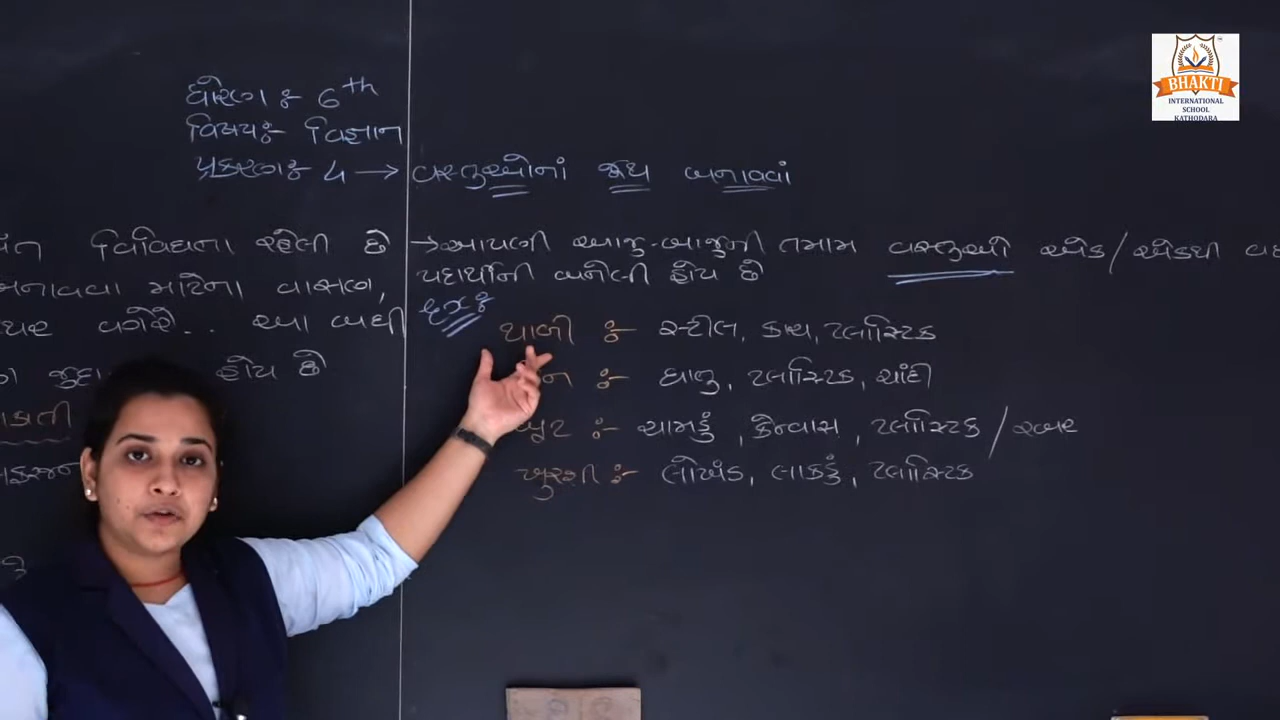 ધોરણ :- 6th
વિષય :- વિજ્ઞાન
પ્રકરણ :- 4 → વસ્તુઓનાં જૂથ બનાવવાં
વિવિધતા રહેલી છે
→ આપણી આજુ-બાજુની તમામ વસ્તુઓ એક/એકથી
બનાવવા માટેના વાસણ,
પદાર્થોની બનેલી હોય છે
વગેરે... આ બધી
દા.ત :-
થાળી :- સ્ટીલ, કાચ, પ્લાસ્ટિક
હોય છે
:- ધાતુ, પ્લાસ્ટિક, ચાંદી
:- ચામડું, કેન્વાસ, પ્લાસ્ટિક / રબર
ખુરશી :- લોખંડ, લાકડું, પ્લાસ્ટિક
BHAKTI
INTERNATIONAL
SCHOOL
KATHODARA